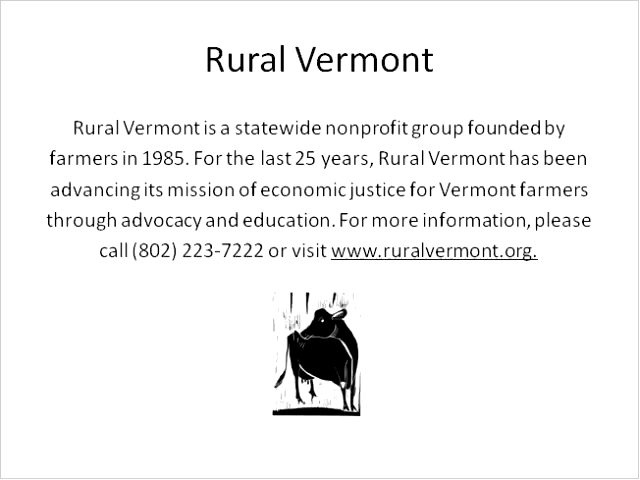 Rural Vermont
Rural Vermont is a statewide nonprofit group founded by
farmers in 1985. For the last 25 years, Rural Vermont has been
advancing its mission of economic justice for Vermont farmers
through advocacy and education. For more information, please
call (802) 223-7222 or visit www.ruralvermont.org.